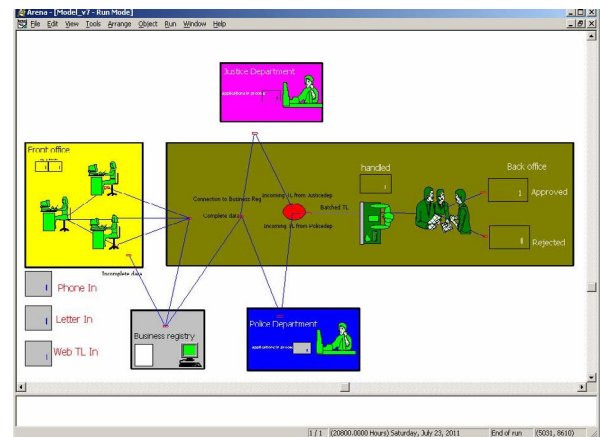 Arena - [Model_v7 - Run Mode]
File Edit View Tools Arrange Object Run Window Help
Justice Department
Front office
handled
Back office
Connection to Business Reg
Incoming TL from Justicedep
Complete data
Batched TL
1 Approved
Incoming TL from Policedep
Rejected
Incomplete data
Phone In
Letter In
Web TL In
Business registry
Police Department
1 / 1 (20800.0000 Hours) Saturday, July 23, 2011 End of run (5031, 8610)